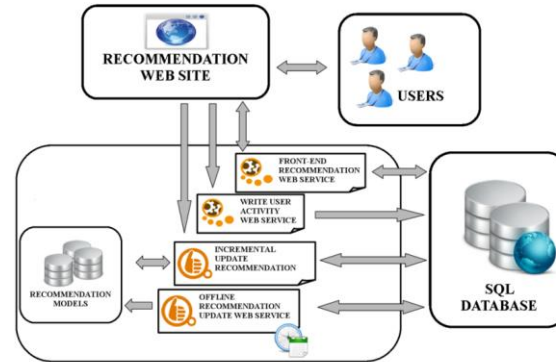 RECOMMENDATION
WEB SITE
USERS
FRONT-END
RECOMMENDATION
WEB SERVICE
WRITE USER
ACTIVITY
WEB SERVICE
INCREMENTAL
UPDATE
RECOMMENDATION
OFFLINE
RECOMMENDATION
UPDATE WEB SERVICE
RECOMMENDATION
MODELS
SQL
DATABASE